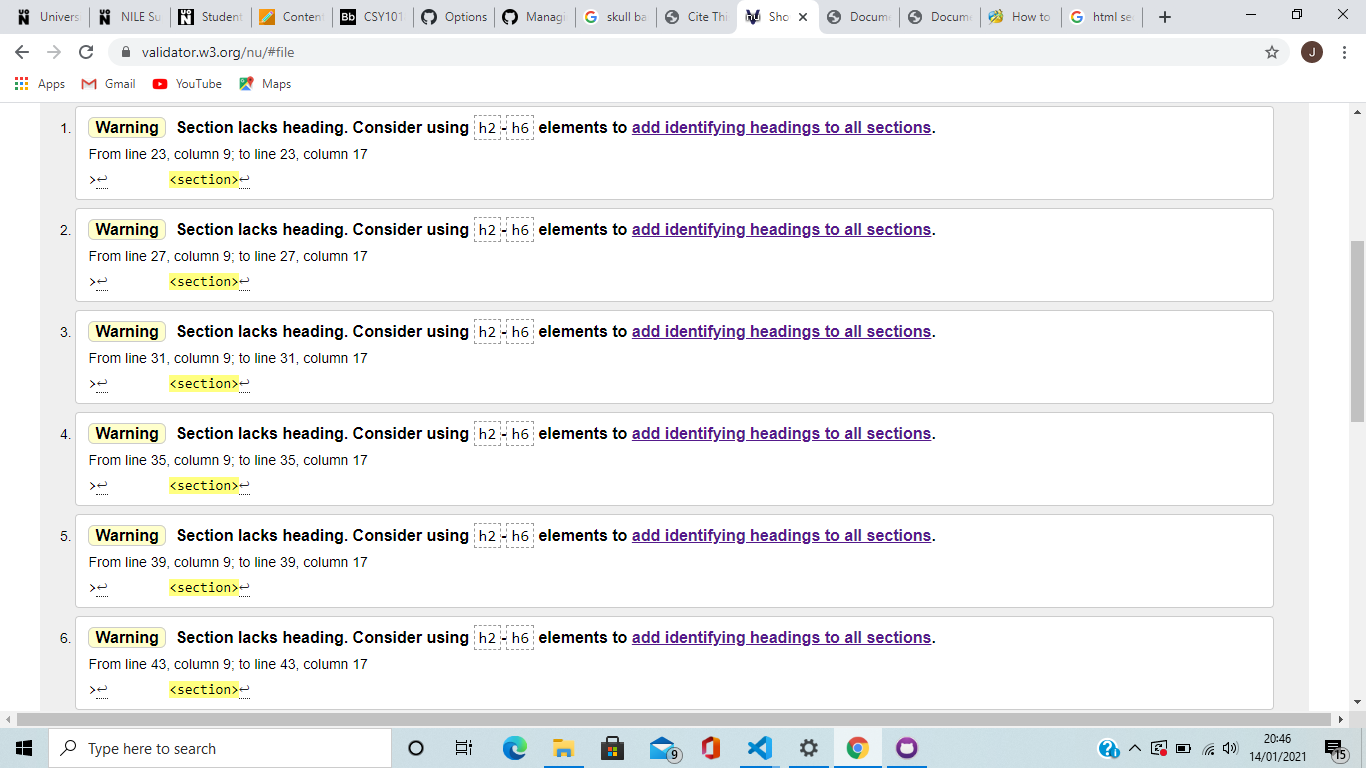 Univers NILE Su Student Content Bb CSY101 Options Managi skull ba Cite Thi Sho Docume Docume How to html se
validator.w3.org/nu/#file J
Apps Gmail YouTube Maps
1. Warning Section lacks heading. Consider using h2-h6 elements to add identifying headings to all sections.
From line 23, column 9; to line 23, column 17
>↩ <section>↩
2. Warning Section lacks heading. Consider using h2-h6 elements to add identifying headings to all sections.
From line 27, column 9; to line 27, column 17
>↩ <section>↩
3. Warning Section lacks heading. Consider using h2-h6 elements to add identifying headings to all sections.
From line 31, column 9; to line 31, column 17
>↩ <section>↩
4. Warning Section lacks heading. Consider using h2-h6 elements to add identifying headings to all sections.
From line 35, column 9; to line 35, column 17
>↩ <section>↩
5. Warning Section lacks heading. Consider using h2-h6 elements to add identifying headings to all sections.
From line 39, column 9; to line 39, column 17
>↩ <section>↩
6. Warning Section lacks heading. Consider using h2-h6 elements to add identifying headings to all sections.
From line 43, column 9; to line 43, column 17
>↩ <section>↩
Type here to search 9 20:46 15
14/01/2021